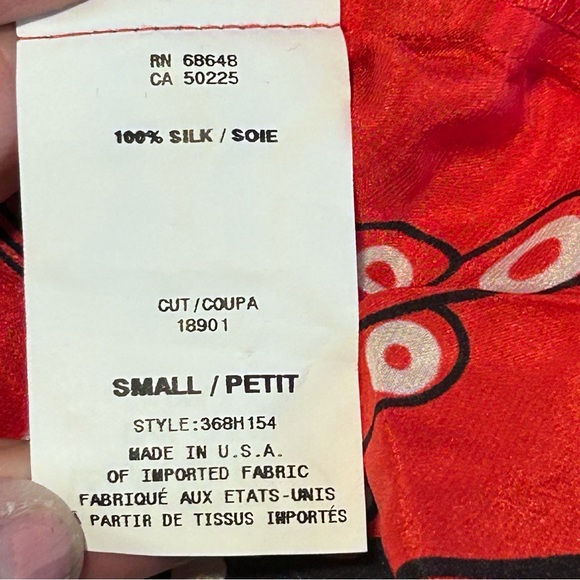 RN 68648
CA 50225
100% SILK / SOIE
CUT/COUPA
18901
SMALL / PETIT
STYLE:368H154
MADE IN U.S.A.
OF IMPORTED FABRIC
FABRIQUÉ AUX ETATS-UNIS
À PARTIR DE TISSUS IMPORTÉS